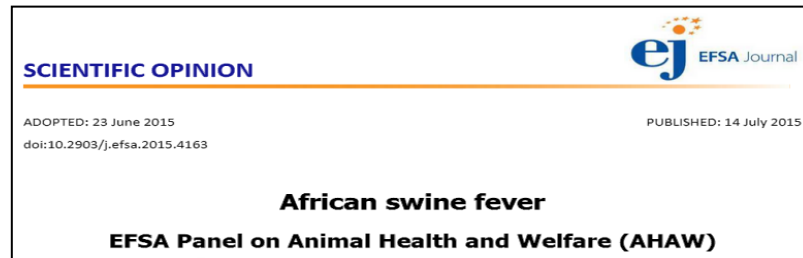 ej EFSA Journal
SCIENTIFIC OPINION
ADOPTED: 23 June 2015 PUBLISHED: 14 July 2015
doi:10.2903/j.efsa.2015.4163
African swine fever
EFSA Panel on Animal Health and Welfare (AHAW)